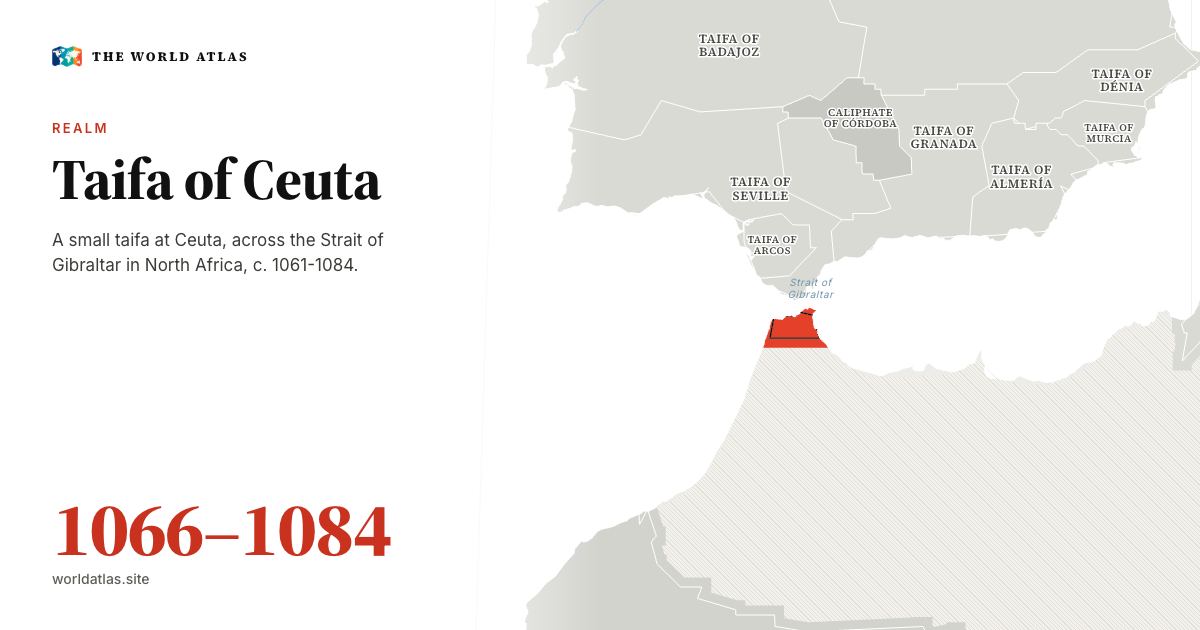 THE WORLD ATLAS
REALM
Taifa of Ceuta
A small taifa at Ceuta, across the Strait of
Gibraltar in North Africa, c. 1061-1084.
1066–1084
worldatlas.site
TAIFA OF
BADAJOZ
TAIFA OF
DÉNIA
CALIPHATE
OF CÓRDOBA
TAIFA OF
GRANADA
TAIFA OF
MURCIA
TAIFA OF
SEVILLE
TAIFA OF
ALMERÍA
TAIFA OF
ARCOS
Strait of
Gibraltar